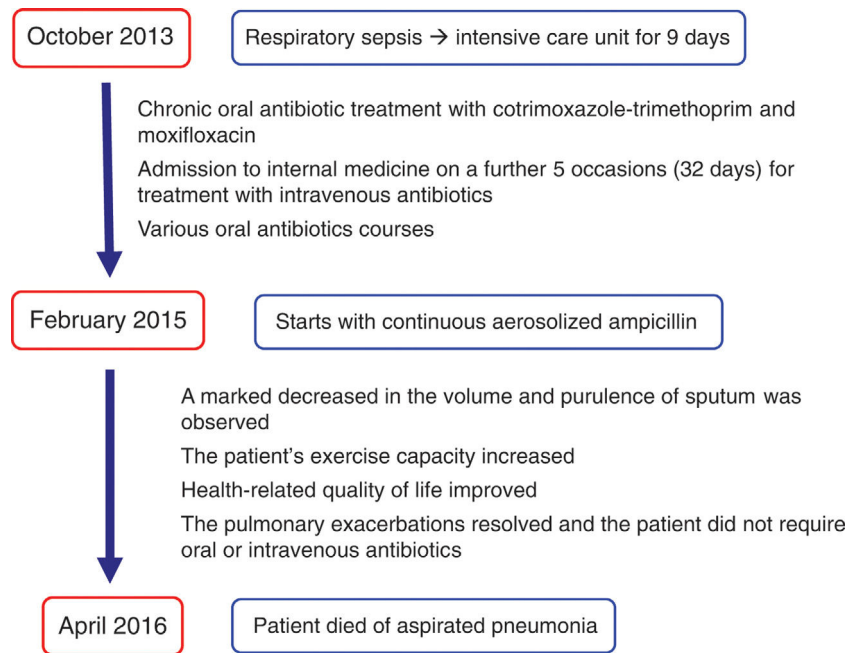 October 2013
Respiratory sepsis → intensive care unit for 9 days
Chronic oral antibiotic treatment with cotrimoxazole-trimethoprim and
moxifloxacin
Admission to internal medicine on a further 5 occasions (32 days) for
treatment with intravenous antibiotics
Various oral antibiotics courses
February 2015
Starts with continuous aerosolized ampicillin
A marked decreased in the volume and purulence of sputum was
observed
The patient's exercise capacity increased
Health-related quality of life improved
The pulmonary exacerbations resolved and the patient did not require
oral or intravenous antibiotics
April 2016
Patient died of aspirated pneumonia